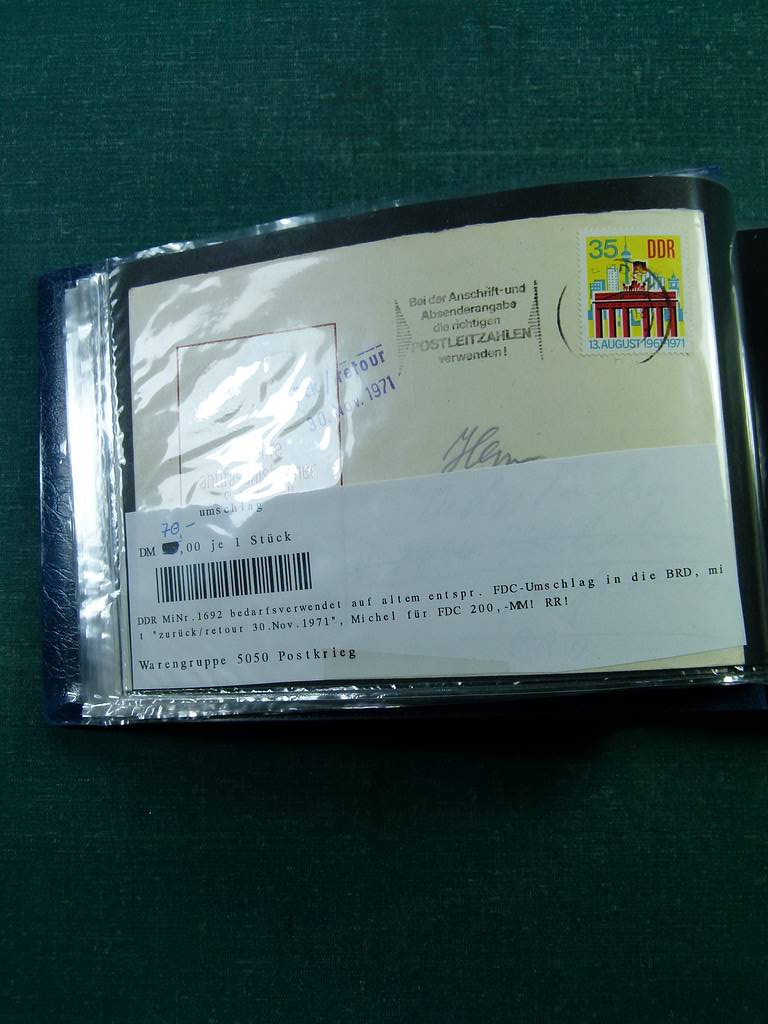 35 DDR
13.AUGUST 1961-1971
Bei der Anschrift-und
Absenderangabe
die richtigen
POSTLEITZAHLEN
verwenden!
/retour
30. Nov. 1971
umschlag
70,-
DM ,00 je 1 Stück
DDR MiNr.1692 bedarfsverwendet auf altem entspr. FDC-Umschlag in die BRD, mi
t "zurück/retour 30.Nov.1971", Michel für FDC 200,-MM! RR!
Warengruppe 5050 Postkrieg